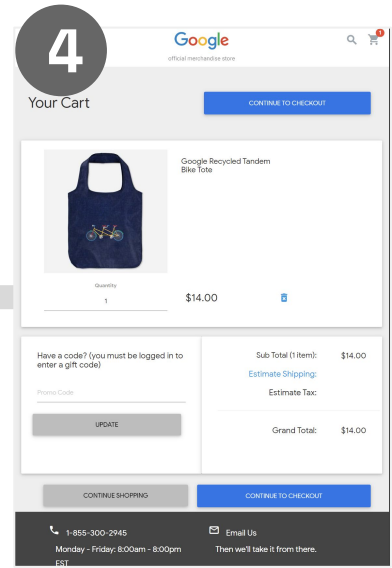 4
Google
official merchandise store
1
Your Cart
CONTINUE TO CHECKOUT
Google Recycled Tandem
Bike Tote
Quantity
1
$14.00
Have a code? (you must be logged in to
enter a gift code)
Promo Code
UPDATE
Sub Total (1 item): $14.00
Estimate Shipping:
Estimate Tax:
Grand Total: $14.00
CONTINUE SHOPPING
CONTINUE TO CHECKOUT
1-855-300-2945
Monday - Friday: 8:00am - 8:00pm
EST
Email Us
Then we'll take it from there.